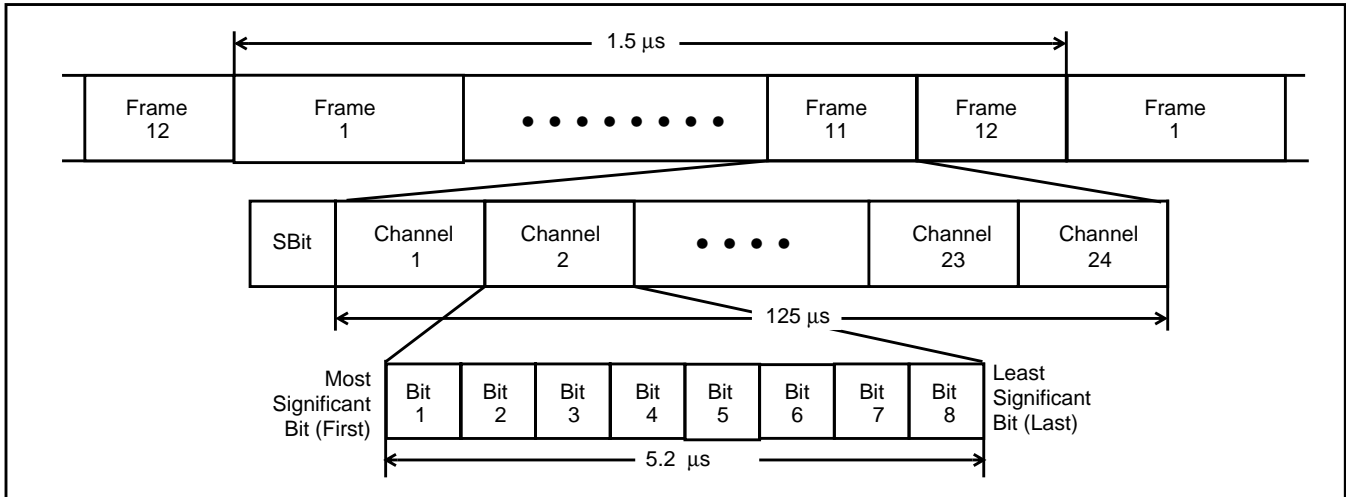 1.5 μs
Frame
12
Frame
1
Frame
11
Frame
12
Frame
1
SBit
Channel
1
Channel
2
Channel
23
Channel
24
125 μs
Most
Significant
Bit (First)
Bit
1
Bit
2
Bit
3
Bit
4
Bit
5
Bit
6
Bit
7
Bit
8
Least
Significant
Bit (Last)
5.2 μs